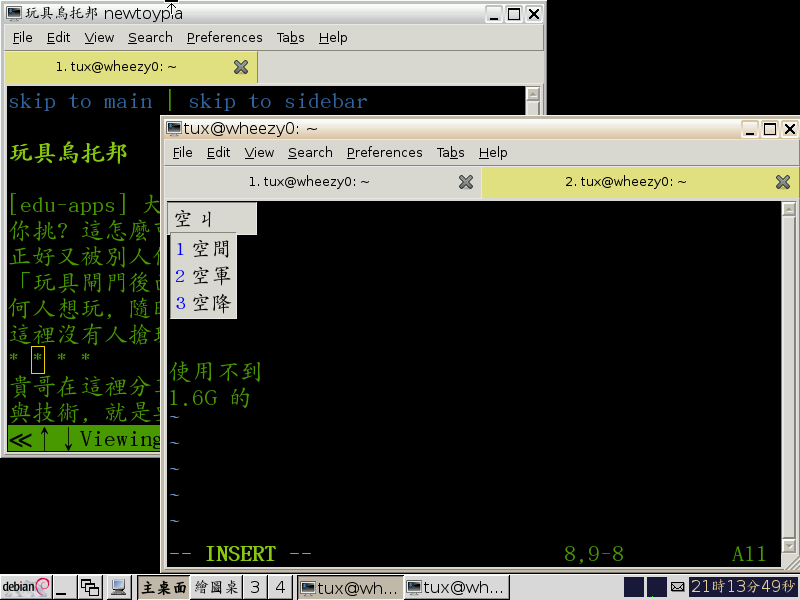 玩具烏托邦 newtoypia
File Edit View Search Preferences Tabs Help
1. tux@wheezy0: ~
skip to main | skip to sidebar
玩具烏托邦
[edu-apps] 大
你挑? 這怎麼
正好又被別人
「玩具開門後
何人想玩, 隨
這裡沒有人搶
* * * *
貴哥在這裡分
與技術, 就是
≪↑ ↓Viewing
tux@wheezy0: ~
File Edit View Search Preferences Tabs Help
1. tux@wheezy0: ~
2. tux@wheezy0: ~
空ㄐ
1 空間
2 空軍
3 空降
使用不到
1.6G 的
~
~
~
~
~
-- INSERT --
8,9-8
All
debian
主桌面
繪圖桌
3
4
tux@wh...
tux@wh...
21時13分49秒